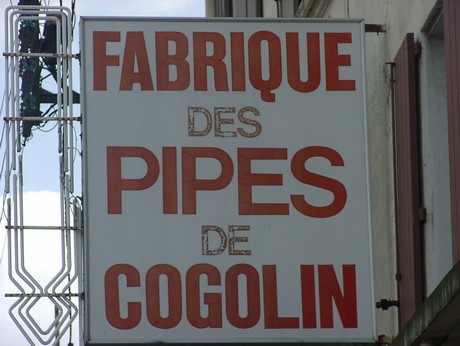 FABRIQUE
DES
PIPES
DE
COGOLIN